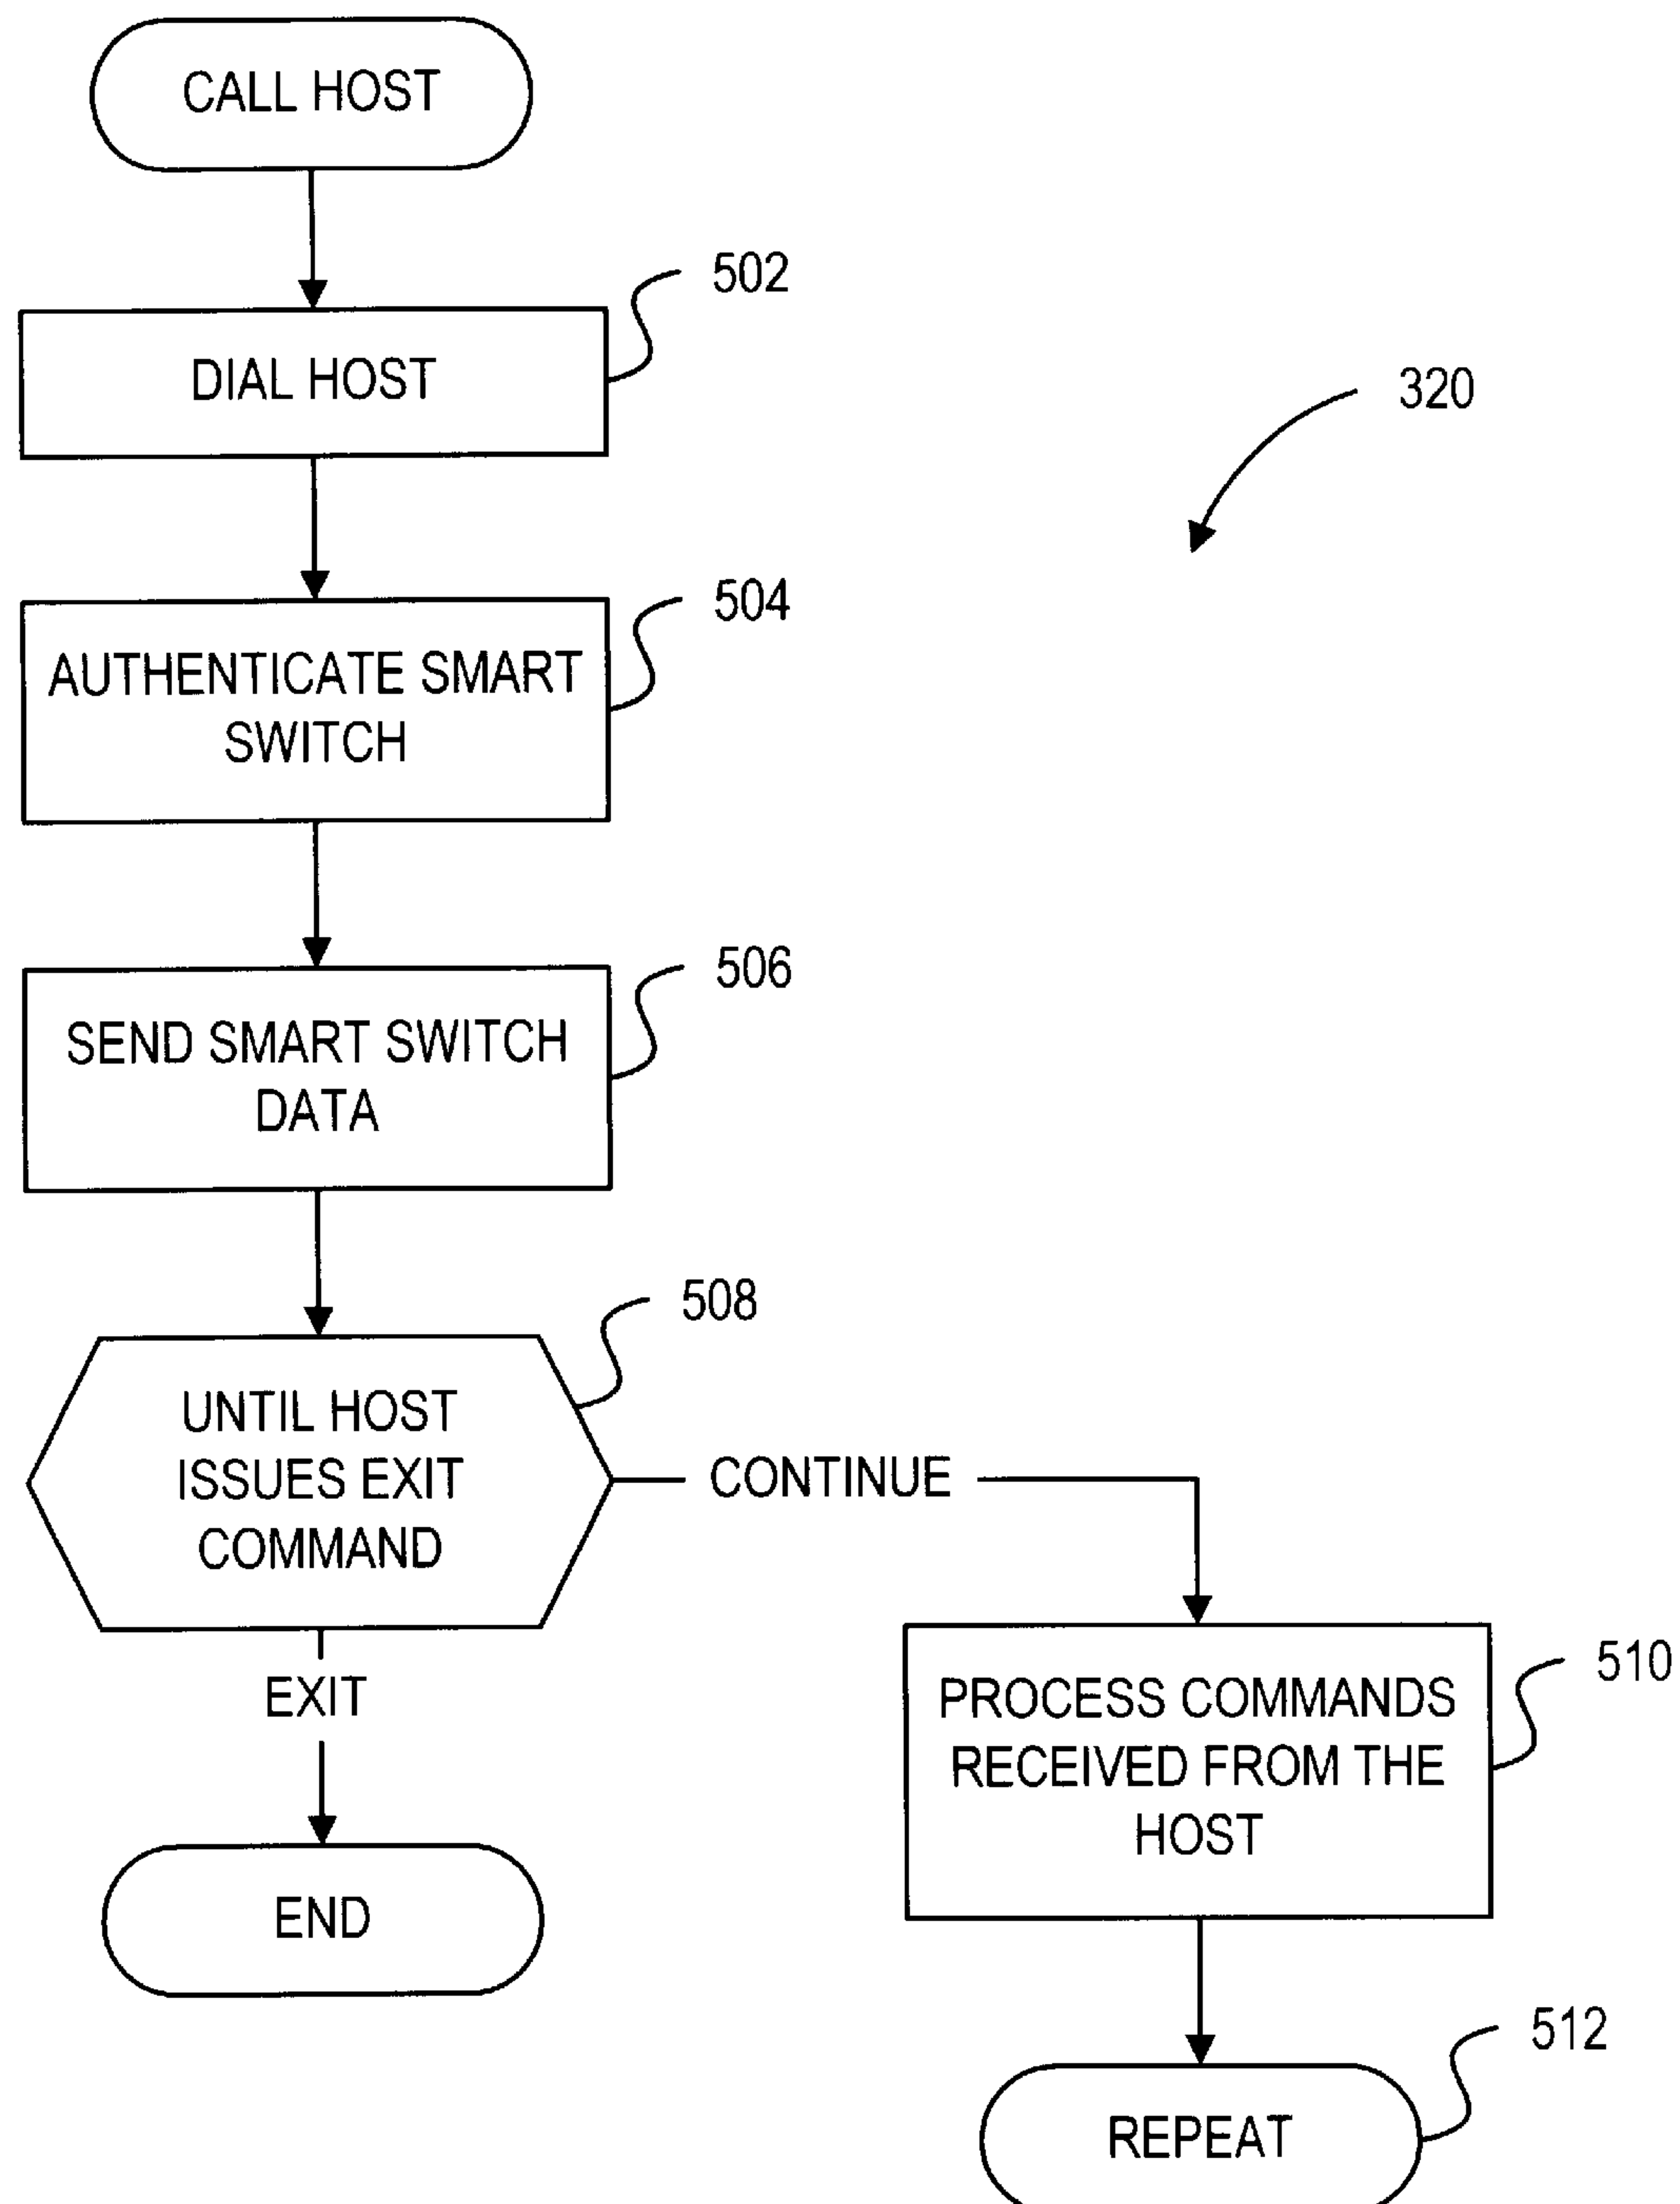 CALL HOST
502
DIAL HOST
320
504
AUTHENTICATE SMART
SWITCH
506
SEND SMART SWITCH
DATA
508
UNTIL HOST
ISSUES EXIT
COMMAND
CONTINUE
EXIT
510
PROCESS COMMANDS
RECEIVED FROM THE
HOST
END
512
REPEAT